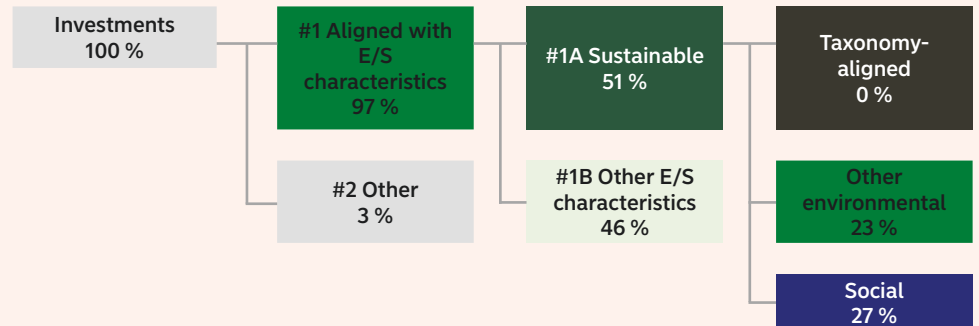 Investments
100 %
#1 Aligned with
E/S
characteristics
97 %
#1A Sustainable
51 %
Taxonomy-
aligned
0 %
#2 Other
3 %
#1B Other E/S
characteristics
46 %
Other
environmental
23 %
Social
27 %